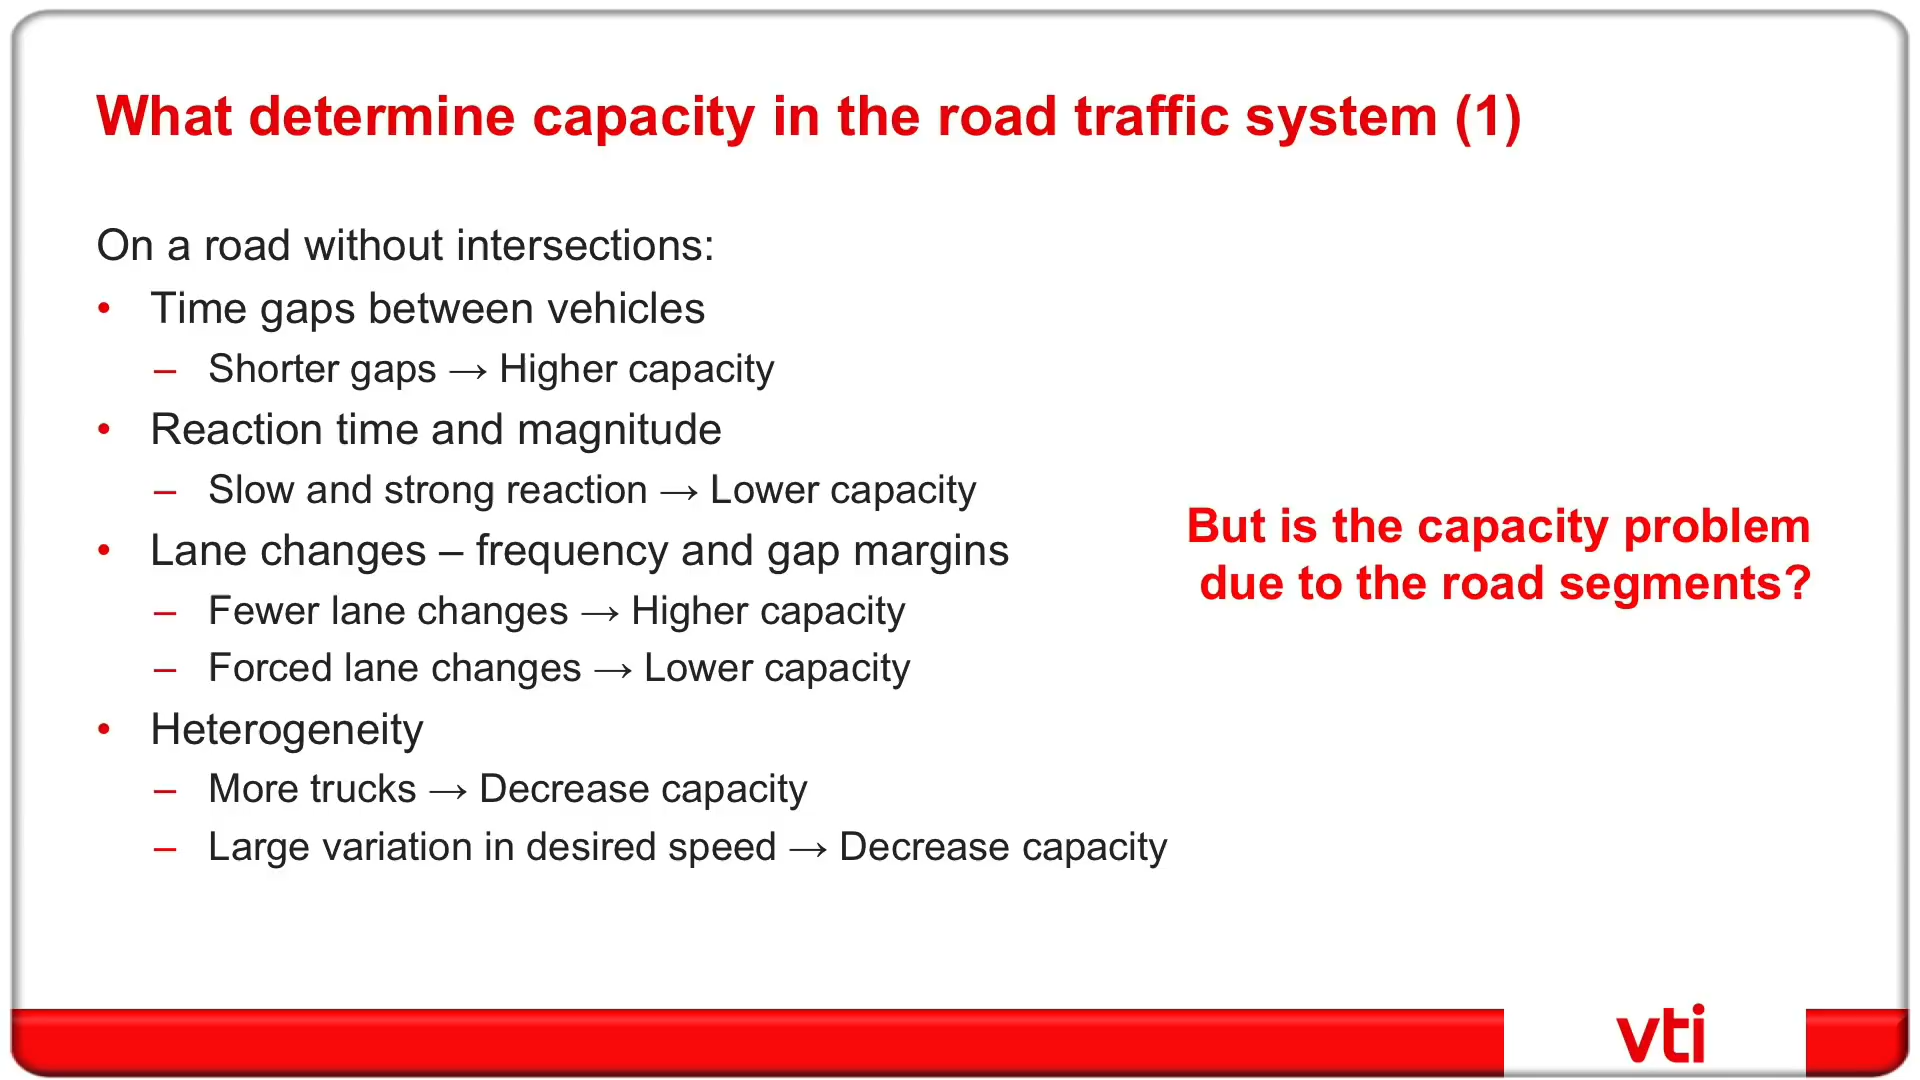 What determine capacity in the road traffic system (1)
On a road without intersections:
• Time gaps between vehicles
– Shorter gaps → Higher capacity
• Reaction time and magnitude
– Slow and strong reaction → Lower capacity
• Lane changes – frequency and gap margins
– Fewer lane changes → Higher capacity
– Forced lane changes → Lower capacity
• Heterogeneity
– More trucks → Decrease capacity
– Large variation in desired speed → Decrease capacity
But is the capacity problem
due to the road segments?
vti